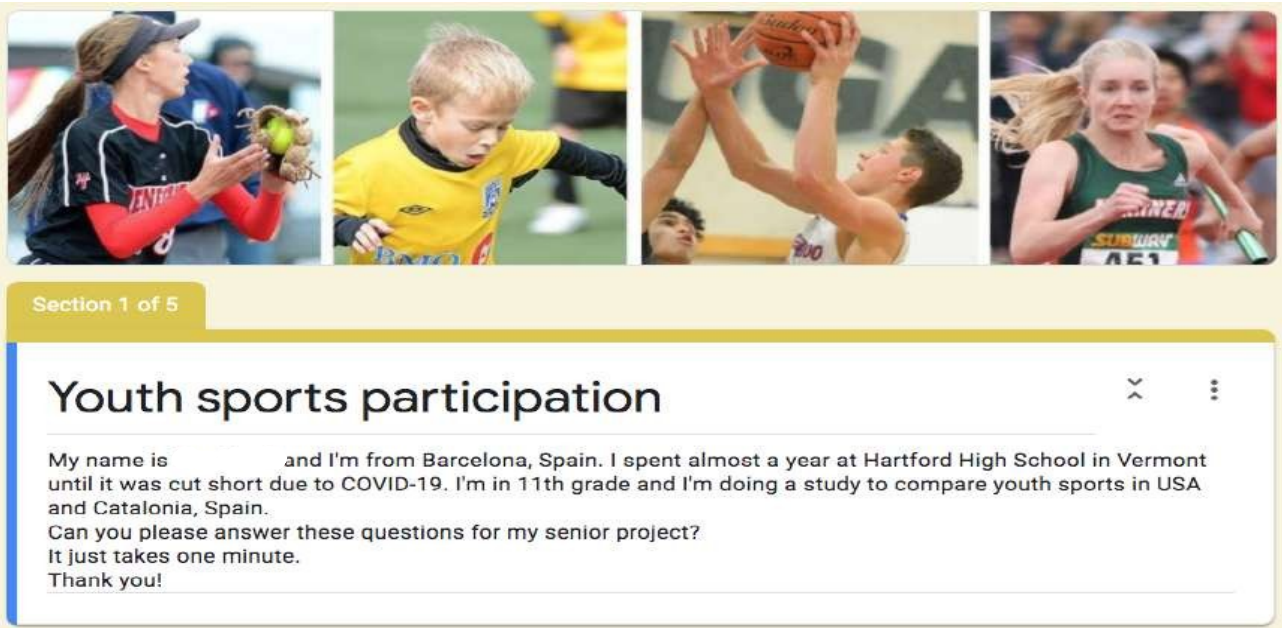 Section 1 of 5
Youth sports participation
My name is and I'm from Barcelona, Spain. I spent almost a year at Hartford High School in Vermont
until it was cut short due to COVID-19. I'm in 11th grade and I'm doing a study to compare youth sports in USA
and Catalonia, Spain.
Can you please answer these questions for my senior project?
It just takes one minute.
Thank you!
BMO
SUBWAY
451